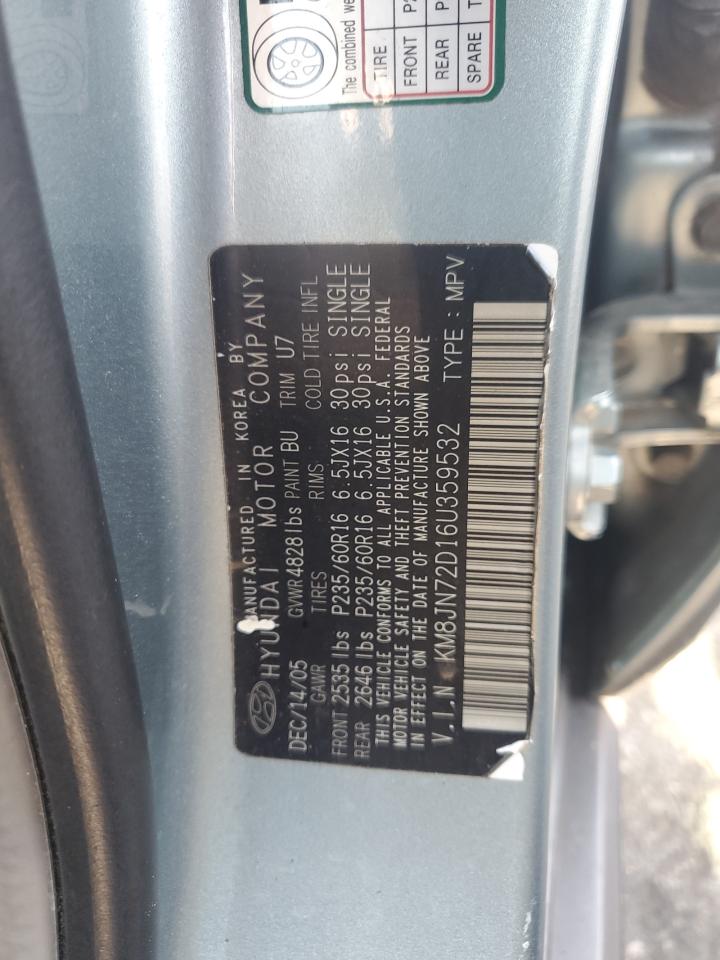 The combined we
TIRE
FRONT P2
REAR P
SPARE T
MANUFACTURED IN KOREA BY
HYUNDAI MOTOR COMPANY
DEC/14/05 GVWR 4828lbs PAINT BU TRIM U7
GAWR TIRES RIMS COLD TIRE INFL
FRONT 2535 lbs P235/60R16 6.5JX16 30psi SINGLE
REAR 2646 lbs P235/60R16 6.5JX16 30psi SINGLE
THIS VEHICLE CONFORMS TO ALL APPLICABLE U.S.A. FEDERAL
MOTOR VEHICLE SAFETY AND THEFT PREVENTION STANDARDS
IN EFFECT ON THE DATE OF MANUFACTURE SHOWN ABOVE
V.I.N KM8JN72D16U359532 TYPE : MPV